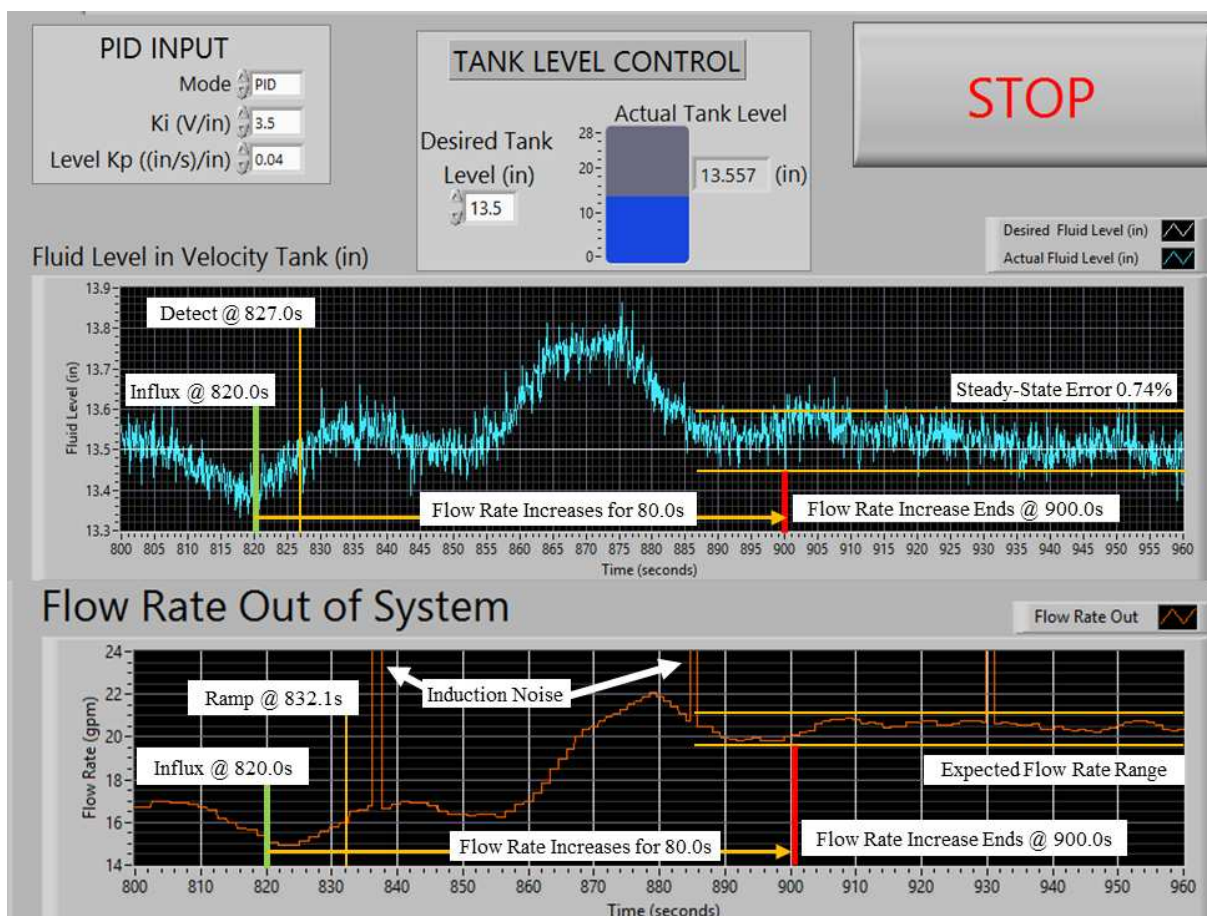 PID INPUT
Mode PID
Ki (V/in) 3.5
Level Kp ((in/s)/in) 0.04
TANK LEVEL CONTROL
Desired Tank
Level (in)
13.5
Actual Tank Level
28-
20-
10-
0-
13.557 (in)
STOP
Desired Fluid Level (in)
Actual Fluid Level (in)
Fluid Level in Velocity Tank (in)
Fluid Level (in)
13.9
13.8
13.7
13.6
13.5
13.4
13.3
Detect @ 827.0s
Influx @ 820.0s
Steady-State Error 0.74%
Flow Rate Increases for 80.0s
Flow Rate Increase Ends @ 900.0s
800 805 810 815 820 825 830 835 840 845 850 855 860 865 870 875 880 885 890 895 900 905 910 915 920 925 930 935 940 945 950 955 960
Time (seconds)
Flow Rate Out of System
Flow Rate Out
Flow Rate (gpm)
24
22
20
18
16
14
Ramp @ 832.1s
Induction Noise
Influx @ 820.0s
Expected Flow Rate Range
Flow Rate Increases for 80.0s
Flow Rate Increase Ends @ 900.0s
800 810 820 830 840 850 860 870 880 890 900 910 920 930 940 950 960
Time (seconds)